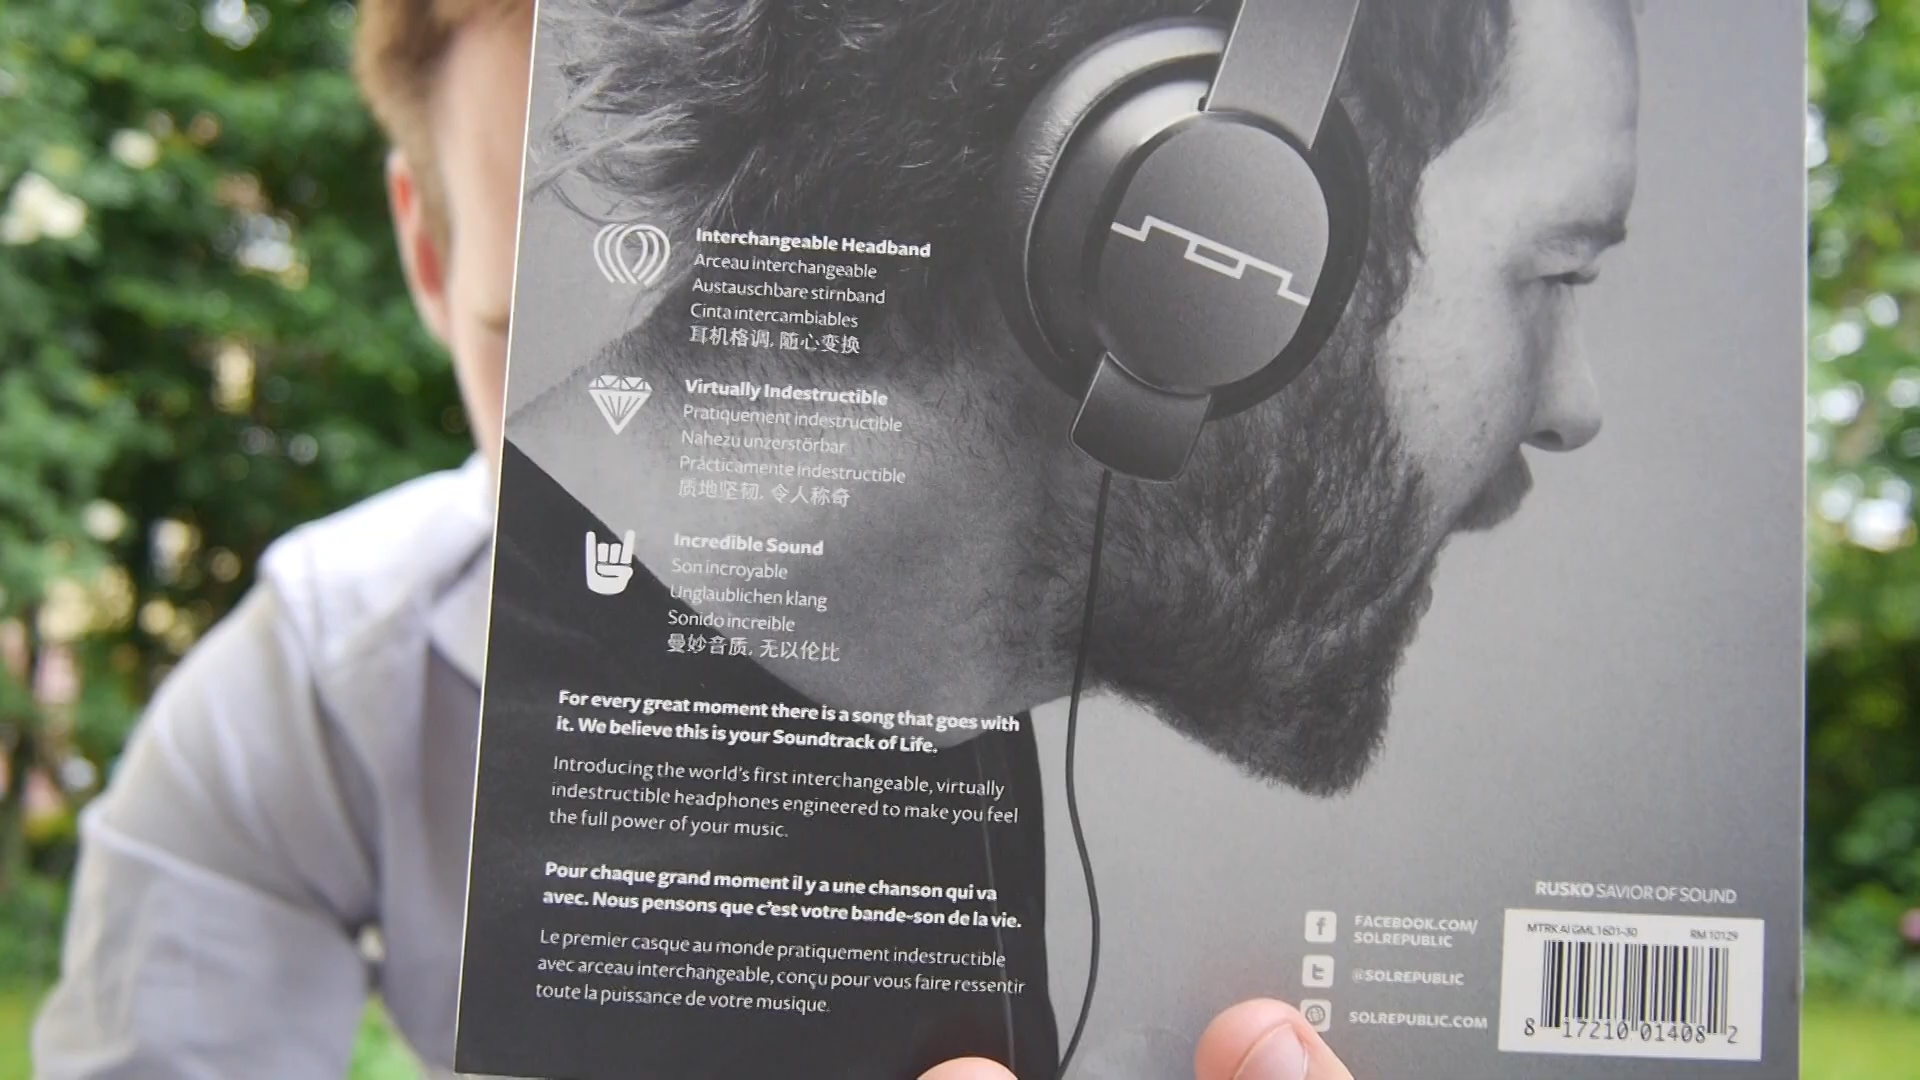 SOL
Interchangeable Headband
Arceau interchangeable
Austauschbare stirnband
Cinta intercambiables
耳机格调, 随心变换
Virtually Indestructible
Pratiquement indestructible
Nahezu unzerstörbar
Prácticamente indestructible
质地坚韧, 令人称奇
Incredible Sound
Son incroyable
Unglaublichen klang
Sonido increible
曼妙音质, 无以伦比
For every great moment there is a song that goes with
it. We believe this is your Soundtrack of Life.
Introducing the world's first interchangeable, virtually
indestructible headphones engineered to make you feel
the full power of your music.
Pour chaque grand moment il y a une chanson qui va
avec. Nous pensons que c'est votre bande-son de la vie.
Le premier casque au monde pratiquement indestructible
avec arceau interchangeable, conçu pour vous faire ressentir
toute la puissance de votre musique.
RUSKO SAVIOR OF SOUND
f FACEBOOK.COM/
SOLREPUBLIC
t @SOLREPUBLIC
SOLREPUBLIC.COM
MTRK AI GML 1601-30 RM 10129
8 17210 01408 2